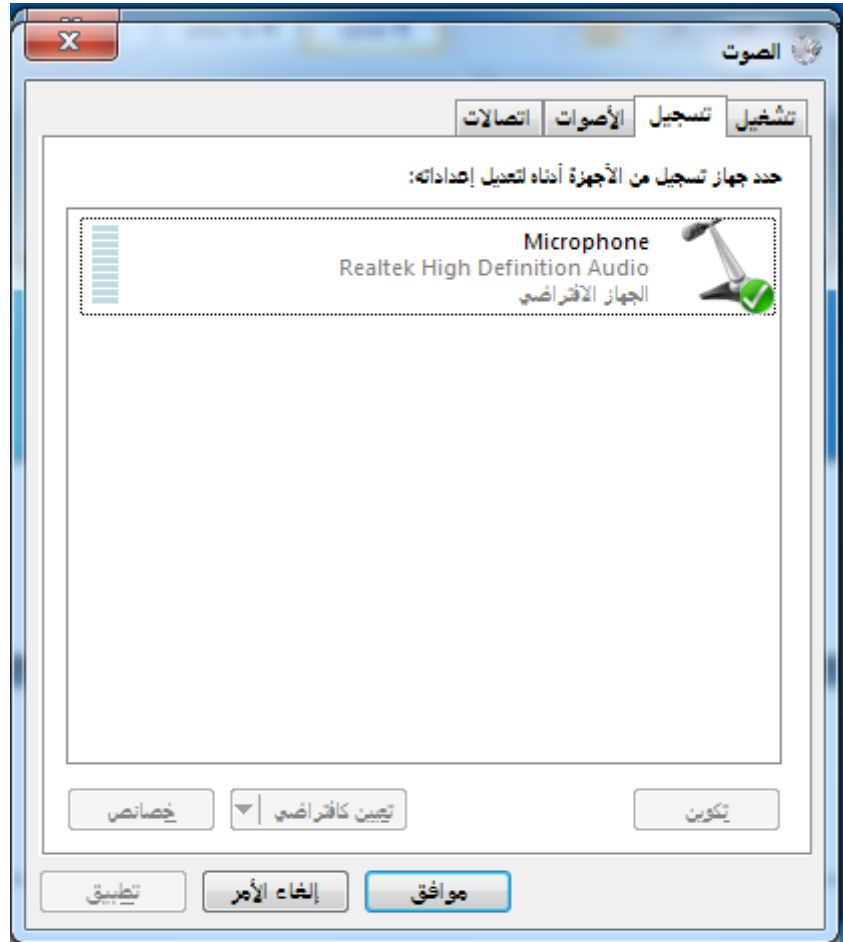 الصوت
تشغيل تسجيل الأصوات اتصالات
حدد جهاز تسجيل من الأجهزة أدناه لتعديل إعداداته:
Microphone
Realtek High Definition Audio
الجهاز الافتراضي
تكوين تعيين كافتراضي خصائص
موافق إلغاء الأمر تطبيق